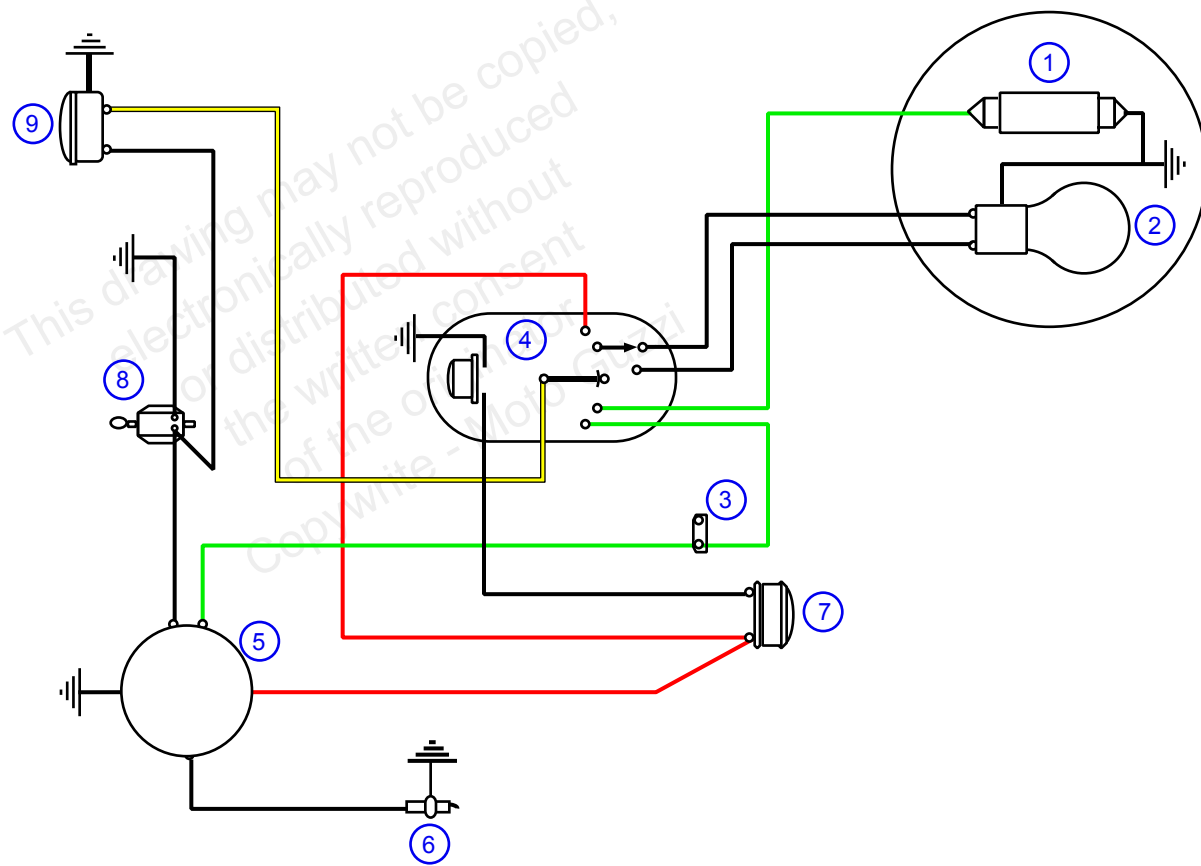 This drawing may not be copied,
electronically reproduced
or distributed without
the written consent
of the originator
Copywrite - Moto Guzzi
1
9
2
4
8
3
7
5
6